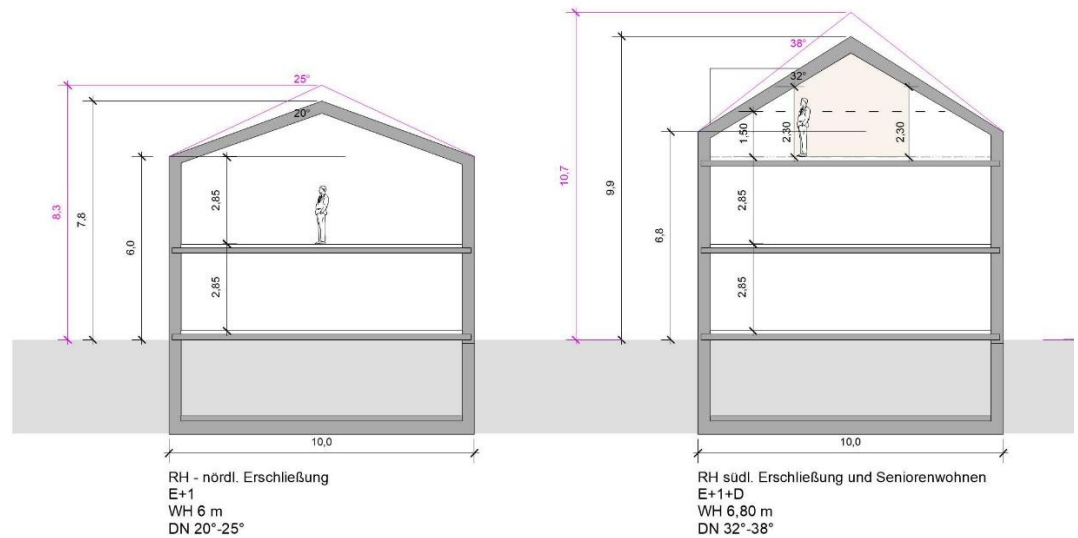 25°
20°
8,3
7,8
6,0
2,85
2,85
10,0
RH - nördl. Erschließung
E+1
WH 6 m
DN 20°-25°
38°
32°
10,7
9,9
6,8
1,50
2,30
2,30
2,85
2,85
10,0
RH südl. Erschließung und Seniorenwohnen
E+1+D
WH 6,80 m
DN 32°-38°